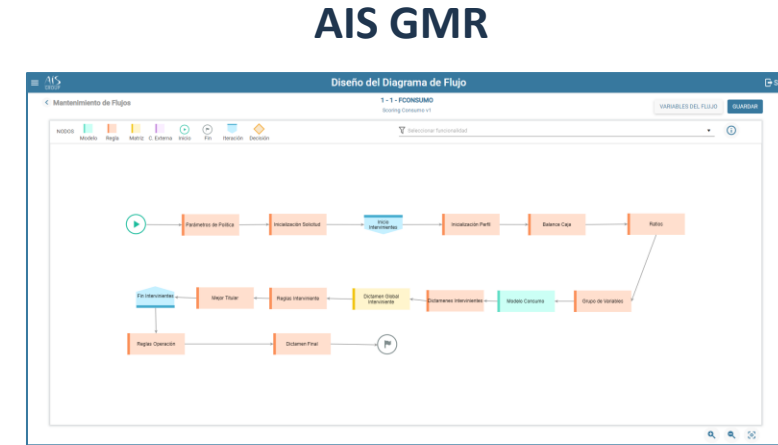 AIS GMR
AIS
GROUP
Diseño del Diagrama de Flujo
S
< Mantenimiento de Flujos
1 - 1 - FCONSUMO
Scoring Consumo v1
VARIABLES DEL FLUJO
GUARDAR
NODOS
Modelo Regla Matriz C. Externa Inicio Fin Iteración Decisión
Seleccionar funcionalidad
Parámetros de Política
Inicialización Solicitud
Inicio
Intervinientes
Inicialización Perfil
Balance Caja
Ratios
Fin Intervinientes
Mejor Titular
Reglas Interviniente
Dictamen Global
Interviniente
Dictamenes Intervinientes
Modelo Consumo
Grupo de Variables
Reglas Operación
Dictamen Final